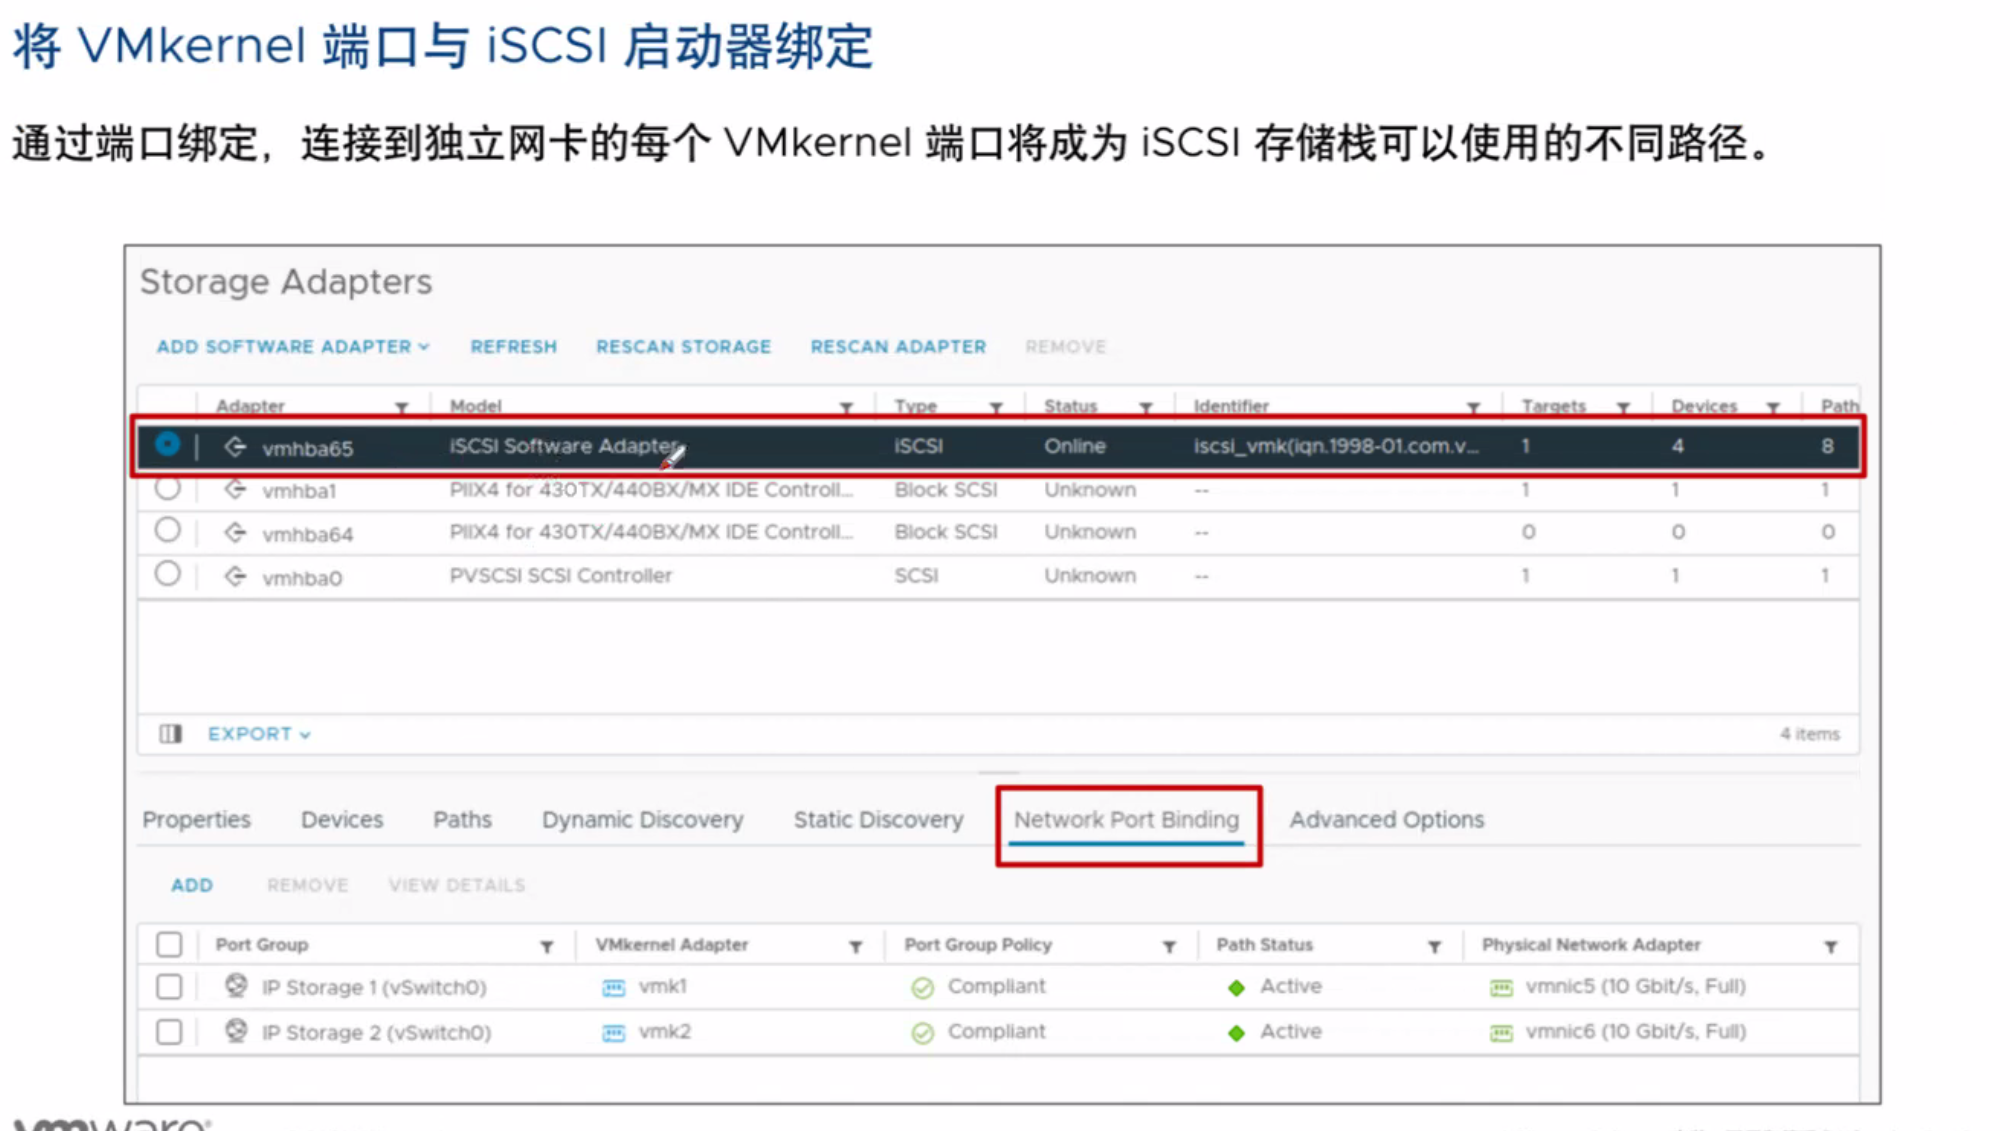 将 VMkernel 端口与 iSCSI 启动器绑定
通过端口绑定，连接到独立网卡的每个 VMkernel 端口将成为 iSCSI 存储栈可以使用的不同路径。
Storage Adapters
ADD SOFTWARE ADAPTER REFRESH RESCAN STORAGE RESCAN ADAPTER REMOVE
Adapter Model Type Status Identifier Targets Devices Path
vmhba65 iSCSI Software Adapter iSCSI Online iscsi_vmk(iqn.1998-01.com.v... 1 4 8
vmhba1 PIIX4 for 430TX/440BX/MX IDE Controll... Block SCSI Unknown -- 1 1 1
vmhba64 PIIX4 for 430TX/440BX/MX IDE Controll... Block SCSI Unknown -- 0 0 0
vmhba0 PVSCSI SCSI Controller SCSI Unknown -- 1 1 1
EXPORT 4 items
Properties Devices Paths Dynamic Discovery Static Discovery Network Port Binding Advanced Options
ADD REMOVE VIEW DETAILS
Port Group VMkernel Adapter Port Group Policy Path Status Physical Network Adapter
IP Storage 1 (vSwitch0) vmk1 Compliant Active vmnic5 (10 Gbit/s, Full)
IP Storage 2 (vSwitch0) vmk2 Compliant Active vmnic6 (10 Gbit/s, Full)
vmware®